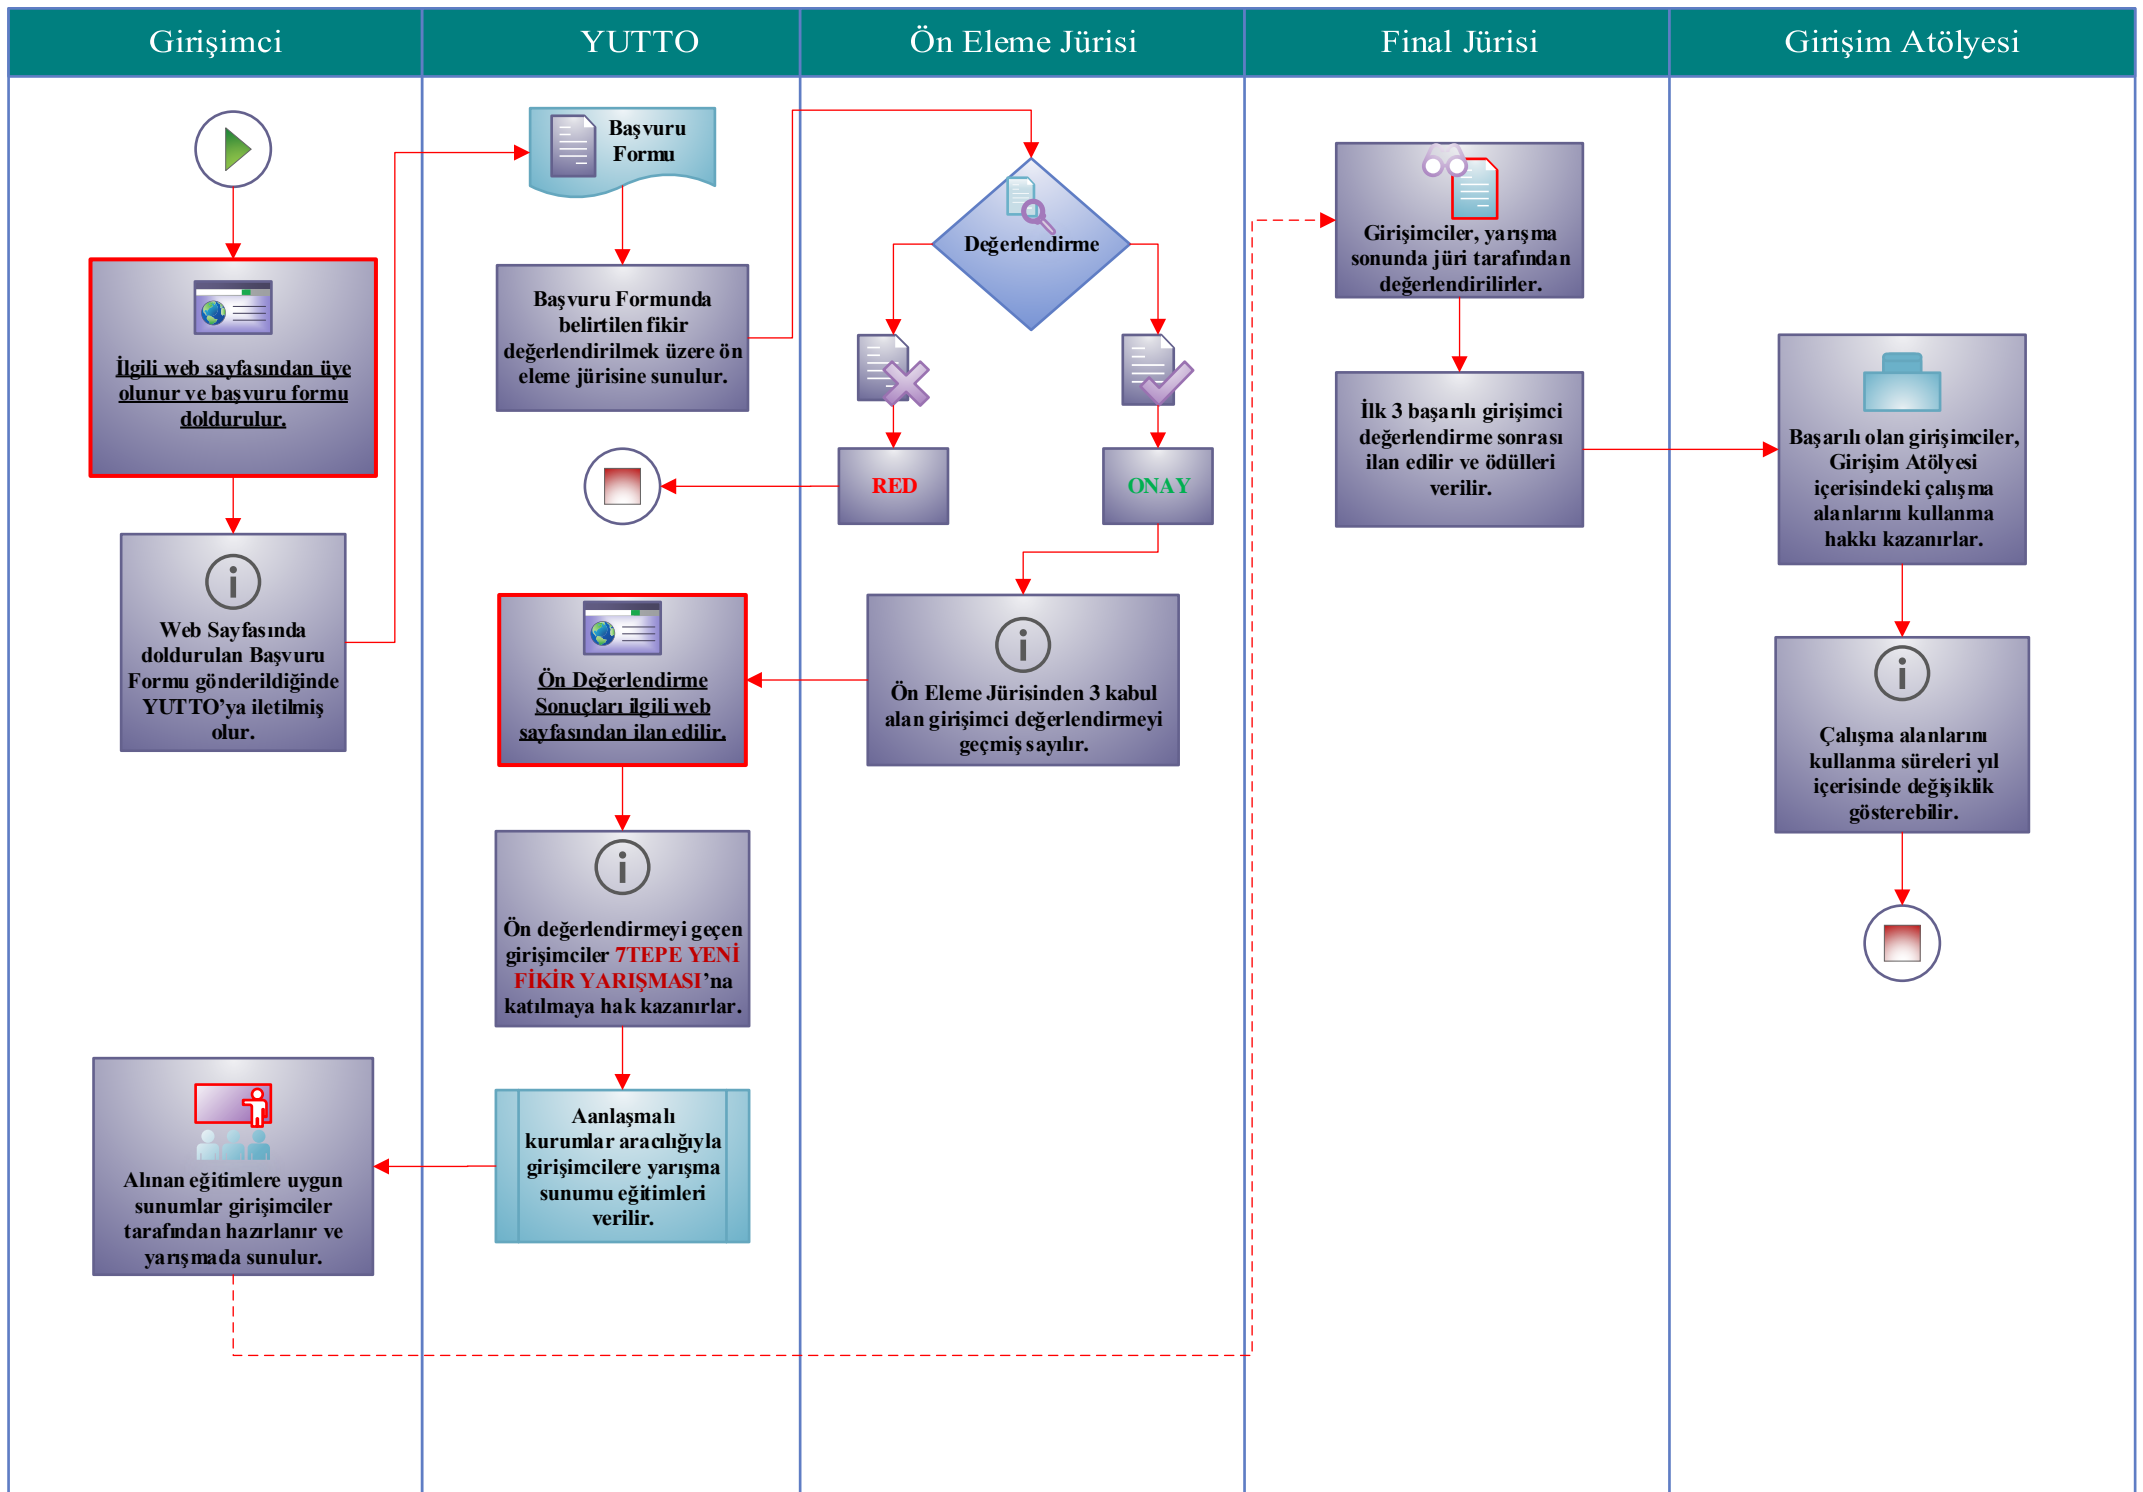 Girişimci
YUTTO
Ön Eleme Jürisi
Final Jürisi
Girişim Atölyesi
İlgili web sayfasından üye
olunur ve başvuru formu
doldurulur.
Web Sayfasında
doldurulan Başvuru
Formu gönderildiğinde
YUTTO’ya iletilmiş
olur.
Başvuru
Formu
Başvuru Formunda
belirtilen fikir
değerlendirilmek üzere ön
eleme jürisine sunulur.
Değerlendirme
RED
ONAY
Ön Eleme Jürisinden 3 kabul
alan girişimci değerlendirmeyi
geçmiş sayılır.
Ön Değerlendirme
Sonuçları ilgili web
sayfasından ilan edilir.
Ön değerlendirmeyi geçen
girişimciler 7TEPE YENİ
FİKİR YARIŞMASI’na
katılmaya hak kazanırlar.
Aanlaşmalı
kurumlar aracılığıyla
girişimcilere yarışma
sunumu eğitimleri
verilir.
Alınan eğitimlere uygun
sunumlar girişimciler
tarafından hazırlanır ve
yarışmada sunulur.
Girişimciler, yarışma
sonunda jüri tarafından
değerlendirilirler.
İlk 3 başarılı girişimci
değerlendirme sonrası
ilan edilir ve ödülleri
verilir.
Başarılı olan girişimciler,
Girişim Atölyesi
içerisindeki çalışma
alanlarını kullanma
hakkı kazanırlar.
Çalışma alanlarını
kullanma süreleri yıl
içerisinde değişiklik
gösterebilir.